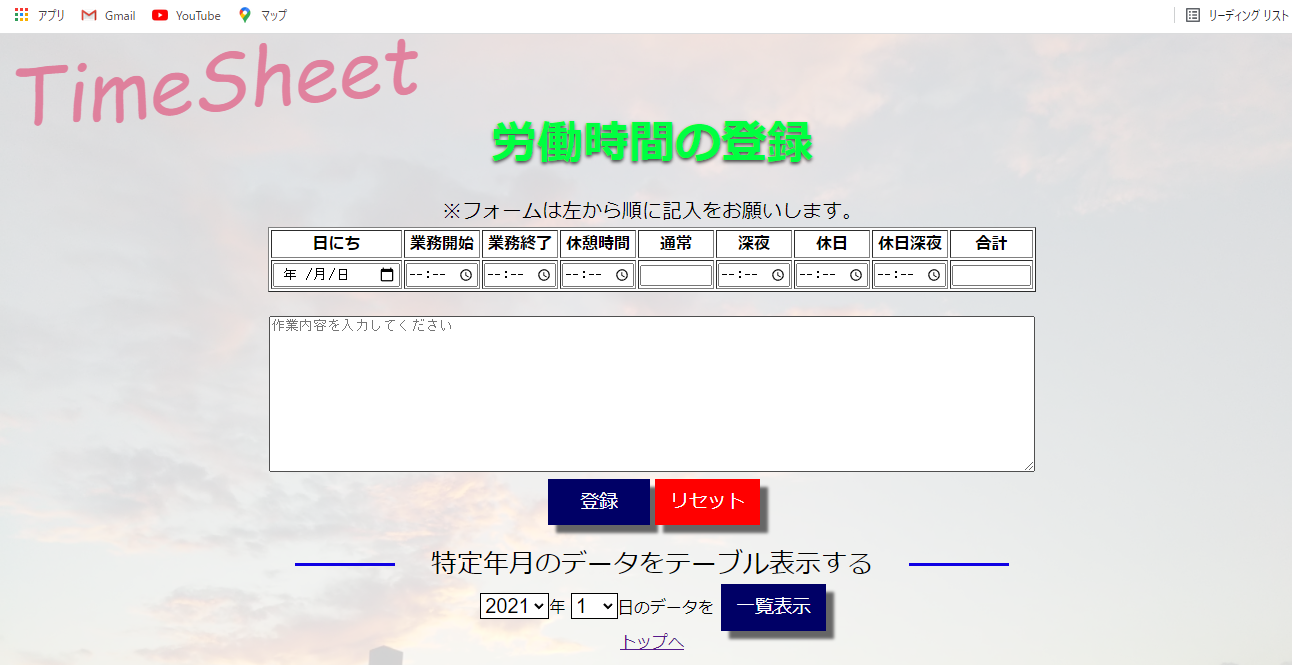 アプリ Gmail YouTube マップ リーディング リスト
TimeSheet
労働時間の登録
※フォームは左から順に記入をお願いします。
日にち 業務開始 業務終了 休憩時間 通常 深夜 休日 休日深夜 合計
年 /月/日 --:-- --:-- --:-- --:-- --:-- --:--
作業内容を入力してください
登録 リセット
特定年月のデータをテーブル表示する
2021 年 1 日のデータを 一覧表示
トップへ